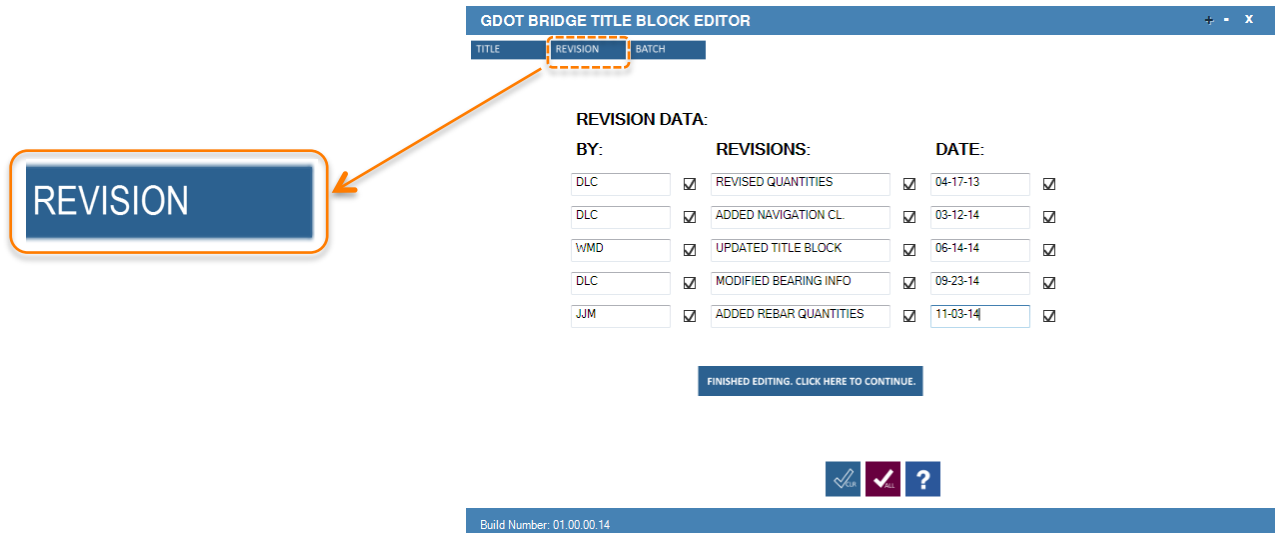 GDOT BRIDGE TITLE BLOCK EDITOR + - X
TITLE REVISION BATCH
REVISION DATA:
BY: REVISIONS: DATE:
DLC REVISED QUANTITIES 04-17-13
DLC ADDED NAVIGATION CL. 03-12-14
REVISION
WMD UPDATED TITLE BLOCK 06-14-14
DLC MODIFIED BEARING INFO 09-23-14
JJM ADDED REBAR QUANTITIES 11-03-14
FINISHED EDITING. CLICK HERE TO CONTINUE.
CLR ALL ?
Build Number: 01.00.00.14